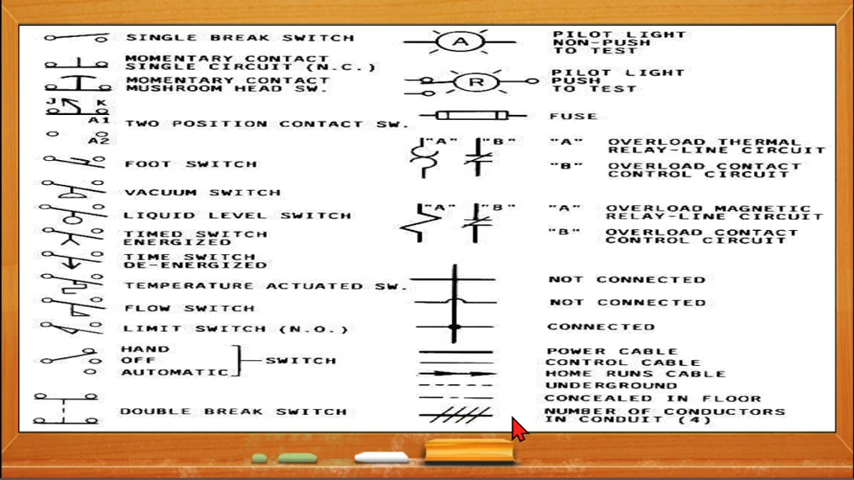 SINGLE BREAK SWITCH
MOMENTARY CONTACT
SINGLE CIRCUIT (N.C.)
MOMENTARY CONTACT
MUSHROOM HEAD SW.
J K
A1
TWO POSITION CONTACT SW.
A2
FOOT SWITCH
VACUUM SWITCH
LIQUID LEVEL SWITCH
TIMED SWITCH
ENERGIZED
TIME SWITCH
DE-ENERGIZED
TEMPERATURE ACTUATED SW.
FLOW SWITCH
LIMIT SWITCH (N.O.)
HAND
OFF
AUTOMATIC
SWITCH
DOUBLE BREAK SWITCH
A
PILOT LIGHT
NON-PUSH
TO TEST
R
PILOT LIGHT
PUSH
TO TEST
FUSE
"A" "B"
"A" OVERLOAD THERMAL
RELAY-LINE CIRCUIT
"B" OVERLOAD CONTACT
CONTROL CIRCUIT
"A" "B"
"A" OVERLOAD MAGNETIC
RELAY-LINE CIRCUIT
"B" OVERLOAD CONTACT
CONTROL CIRCUIT
NOT CONNECTED
NOT CONNECTED
CONNECTED
POWER CABLE
CONTROL CABLE
HOME RUNS CABLE
UNDERGROUND
CONCEALED IN FLOOR
NUMBER OF CONDUCTORS
IN CONDUIT (4)